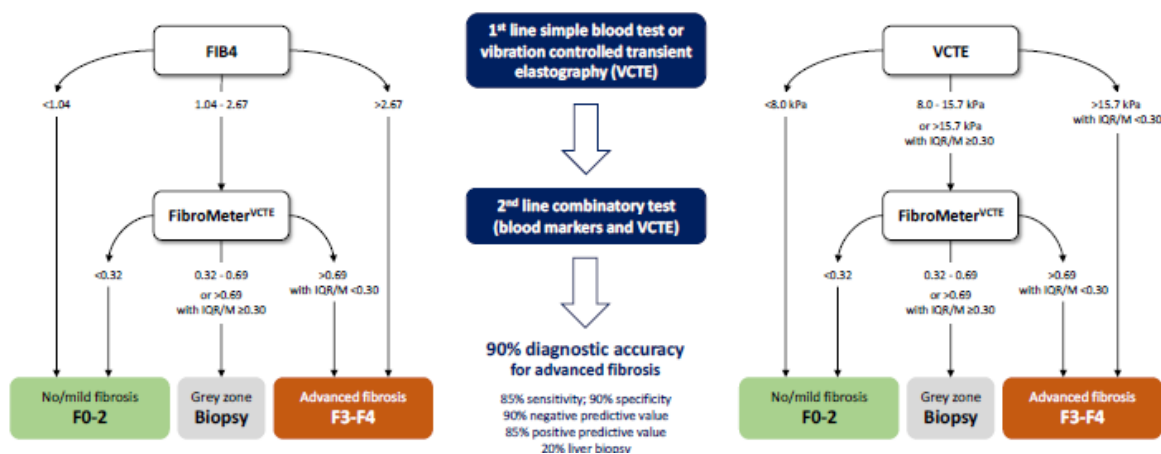 FIB4
<1.04
1.04 - 2.67
>2.67
FibroMeterVCTE
<0.32
0.32 - 0.69
or >0.69
with IQR/M ≥0.30
>0.69
with IQR/M <0.30
No/mild fibrosis
F0-2
Grey zone
Biopsy
Advanced fibrosis
F3-F4
1st line simple blood test or
vibration controlled transient
elastography (VCTE)
2nd line combinatory test
(blood markers and VCTE)
90% diagnostic accuracy
for advanced fibrosis
85% sensitivity; 90% specificity
90% negative predictive value
85% positive predictive value
20% liver biopsy
VCTE
<8.0 kPa
8.0 - 15.7 kPa
or >15.7 kPa
with IQR/M ≥0.30
>15.7 kPa
with IQR/M <0.30
FibroMeterVCTE
<0.32
0.32 - 0.69
or >0.69
with IQR/M ≥0.30
>0.69
with IQR/M <0.30
No/mild fibrosis
F0-2
Grey zone
Biopsy
Advanced fibrosis
F3-F4